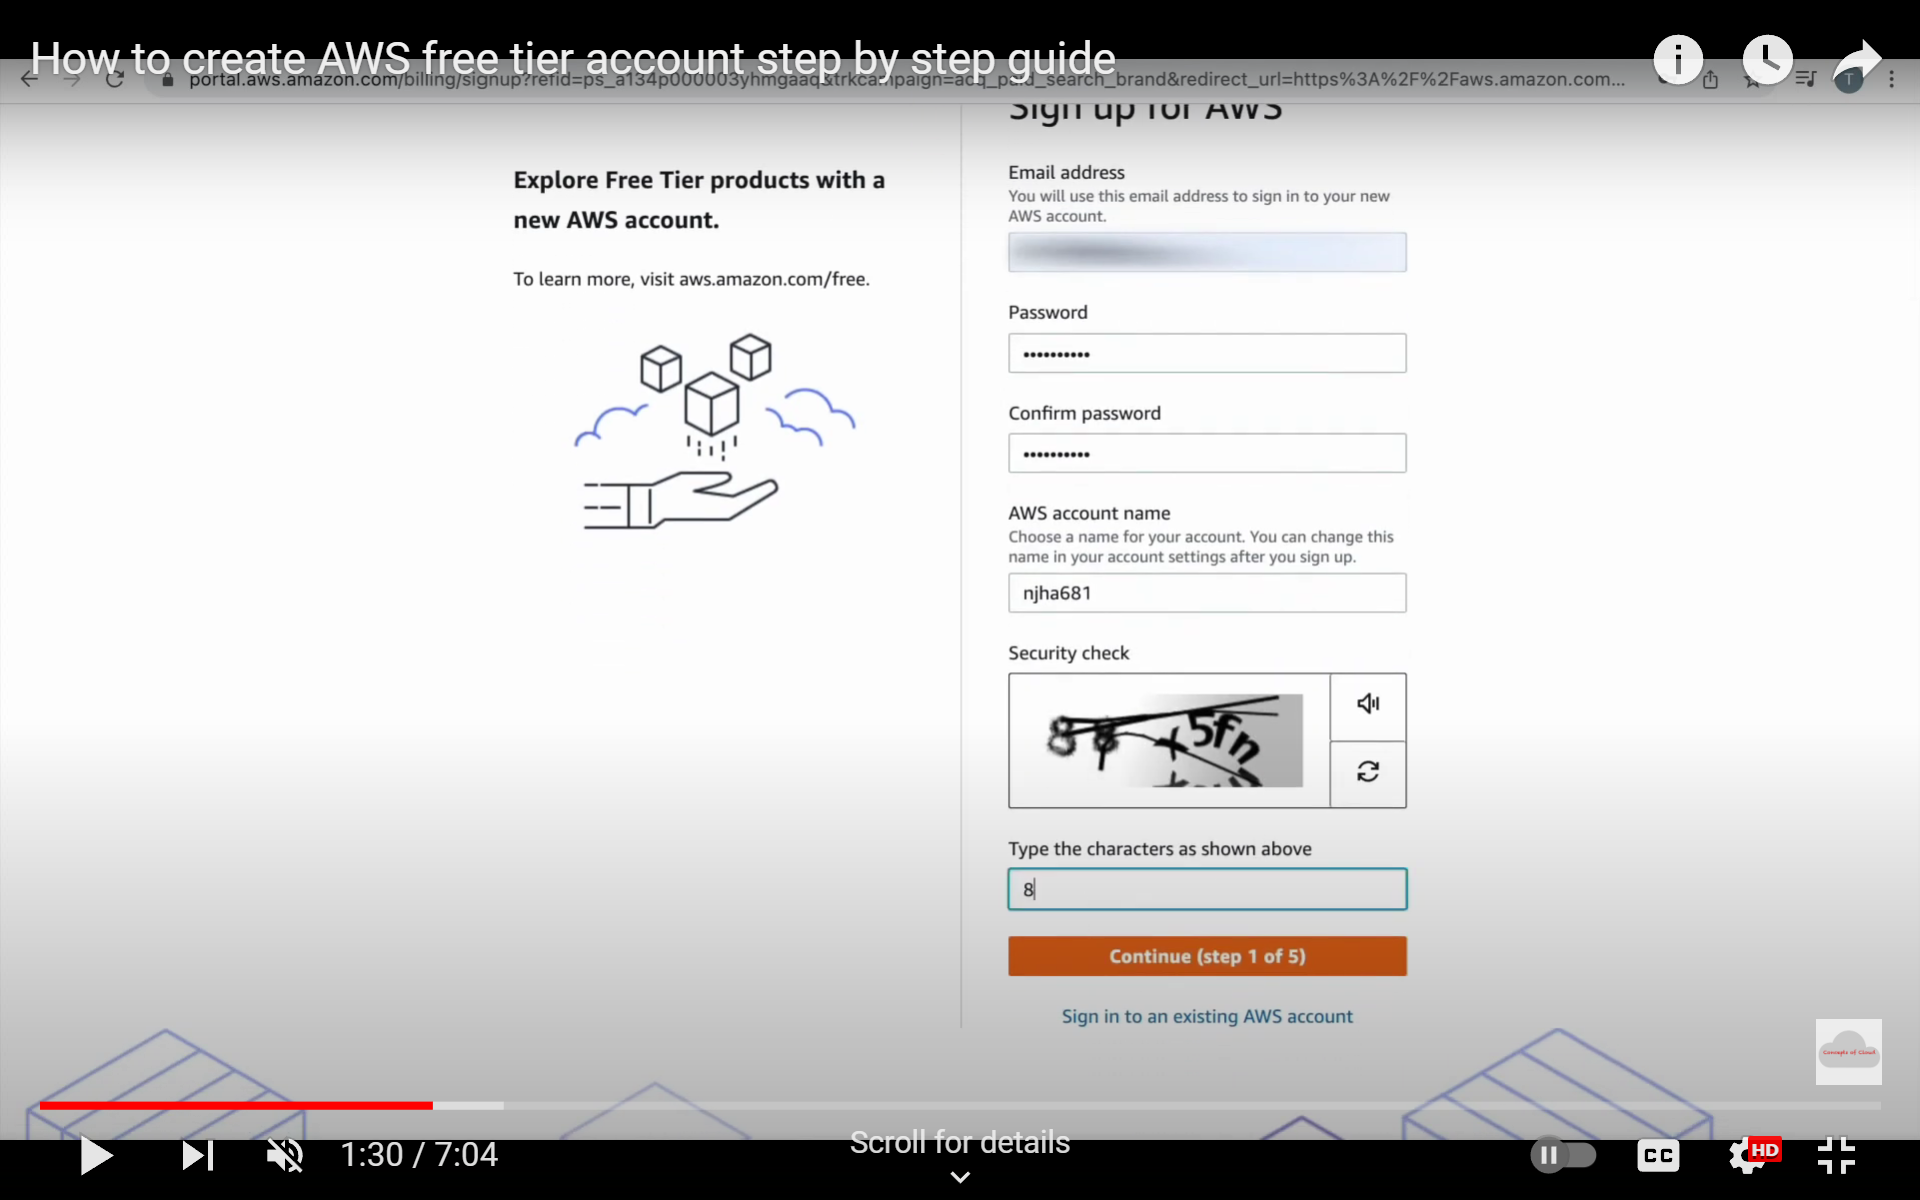 How to create AWS free tier account step by step guide
portal.aws.amazon.com/billing/signup?refid=ps_a134p000003yhmgaaq&trkcampaign=acq_paid_search_brand&redirect_url=https%3A%2F%2Faws.amazon.com...
T
Sign up for AWS
Explore Free Tier products with a
new AWS account.
To learn more, visit aws.amazon.com/free.
Email address
You will use this email address to sign in to your new
AWS account.
Password
••••••••••
Confirm password
••••••••••
AWS account name
Choose a name for your account. You can change this
name in your account settings after you sign up.
njha681
Security check
Type the characters as shown above
8
Continue (step 1 of 5)
Sign in to an existing AWS account
Concepts of Cloud
1:30 / 7:04
Scroll for details
CC
HD